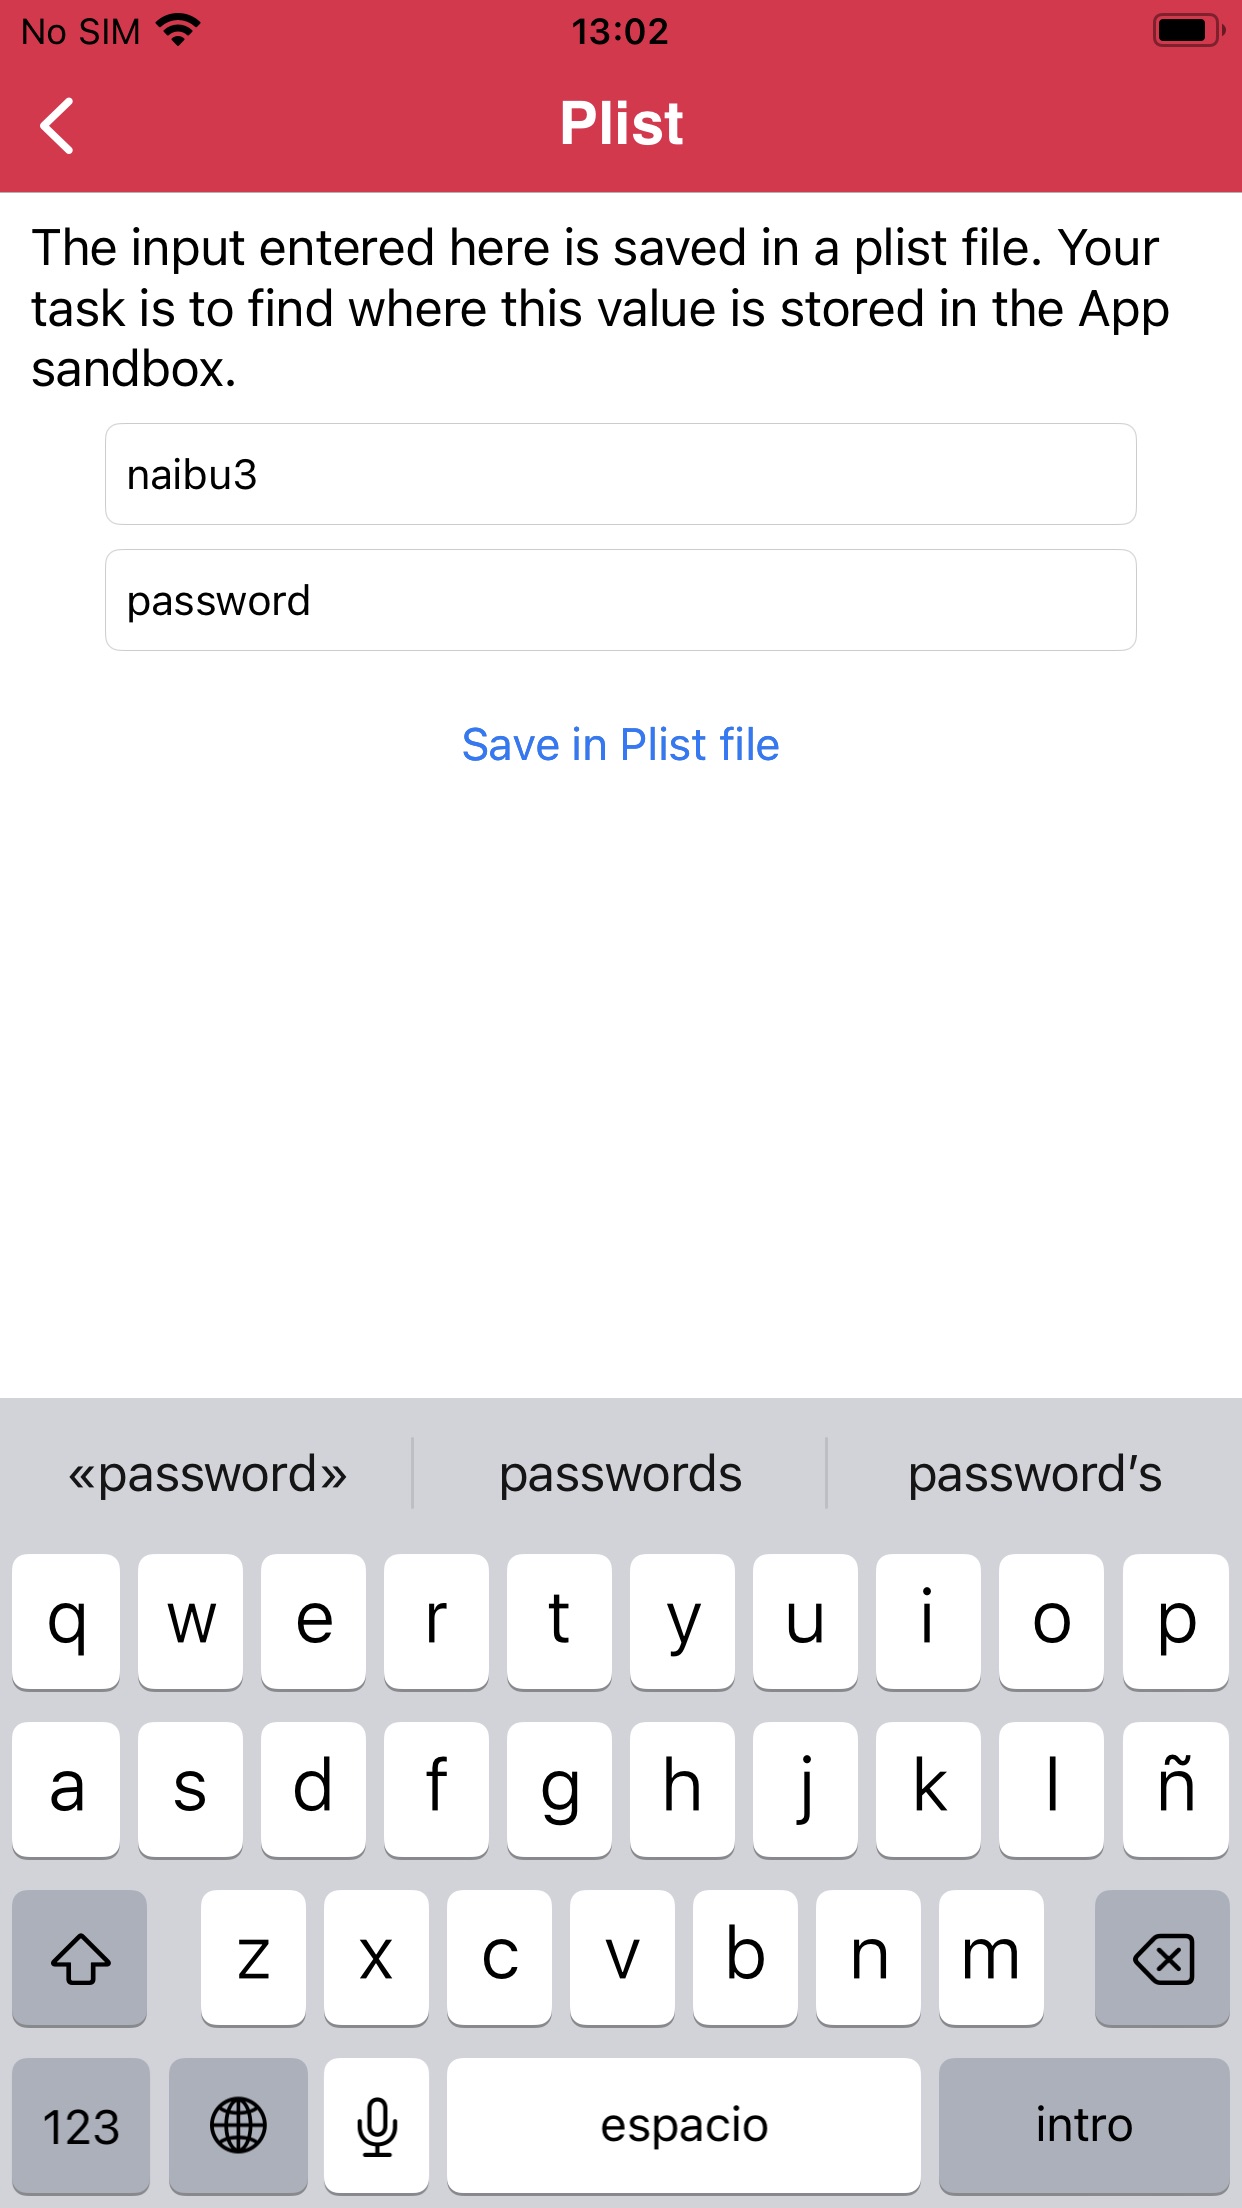 No SIM 13:02
Plist
The input entered here is saved in a plist file. Your
task is to find where this value is stored in the App
sandbox.
naibu3
password
Save in Plist file
«password» passwords password’s
q w e r t y u i o p
a s d f g h j k l ñ
z x c v b n m
123 espacio intro